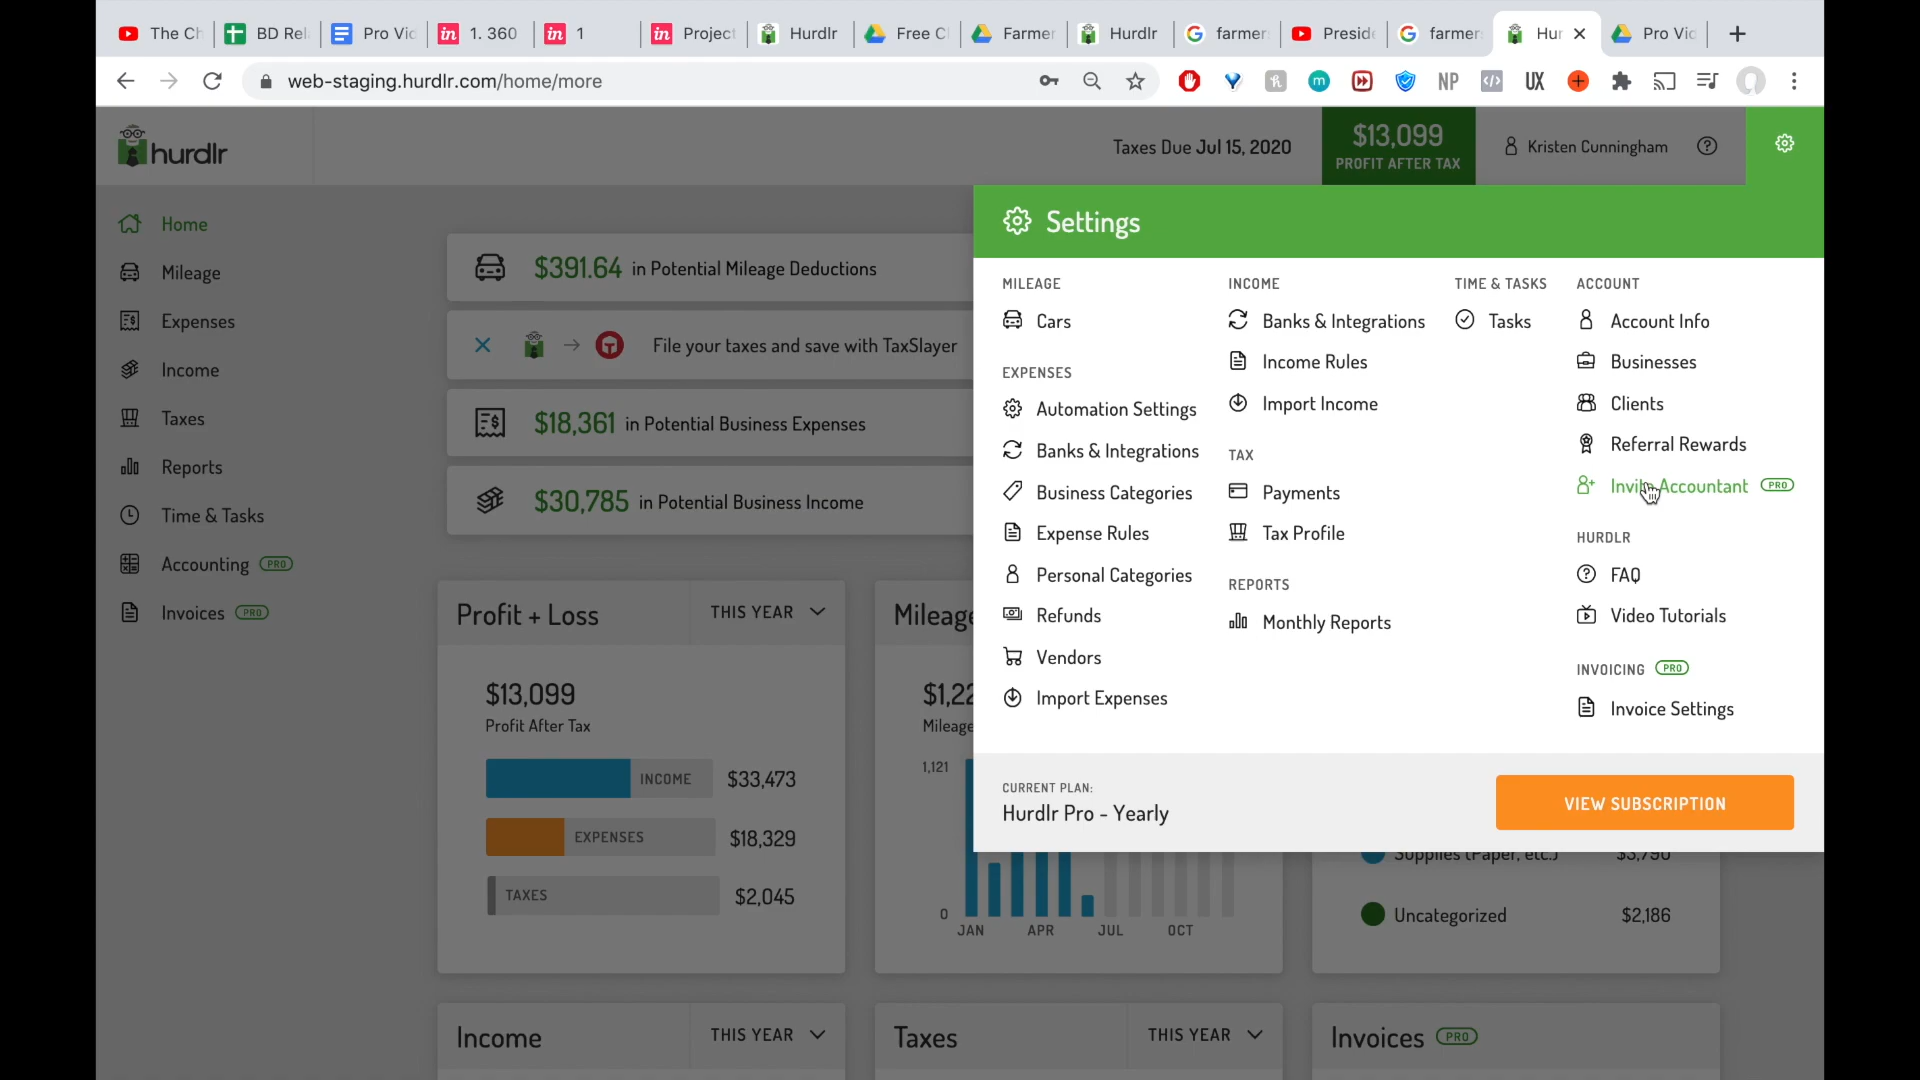 The Ch
BD Rel
Pro Vid
1. 360
1
Project
Hurdlr
Free C
Farmer
Hurdlr
farmer
Preside
farmer
Hur
Pro Vid
web-staging.hurdlr.com/home/more
NP
UX
hurdlr
Taxes Due Jul 15, 2020
$13,099
PROFIT AFTER TAX
Kristen Cunningham
Home
Mileage
Expenses
Income
Taxes
Reports
Time & Tasks
Accounting PRO
Invoices PRO
$391.64 in Potential Mileage Deductions
File your taxes and save with TaxSlayer
$18,361 in Potential Business Expenses
$30,785 in Potential Business Income
Settings
MILEAGE
Cars
EXPENSES
Automation Settings
Banks & Integrations
Business Categories
Expense Rules
Personal Categories
Refunds
Vendors
Import Expenses
INCOME
Banks & Integrations
Income Rules
Import Income
TAX
Payments
Tax Profile
REPORTS
Monthly Reports
TIME & TASKS
Tasks
ACCOUNT
Account Info
Businesses
Clients
Referral Rewards
Invite Accountant PRO
HURDLR
FAQ
Video Tutorials
INVOICING PRO
Invoice Settings
CURRENT PLAN:
Hurdlr Pro - Yearly
VIEW SUBSCRIPTION
Profit + Loss
THIS YEAR
$13,099
Profit After Tax
INCOME $33,473
EXPENSES $18,329
TAXES $2,045
Mileage
$1,22
Mileage
1,121
0
JAN APR JUL OCT
Supplies (Paper, etc.) $3,790
Uncategorized $2,186
Income THIS YEAR
Taxes THIS YEAR
Invoices PRO